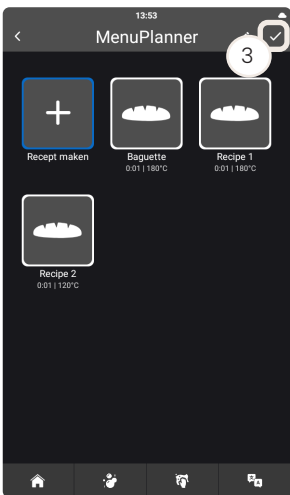 13:53
MenuPlanner
3
Recept maken
Baguette
0:01 | 180°C
Recipe 1
0:01 | 180°C
Recipe 2
0:01 | 120°C